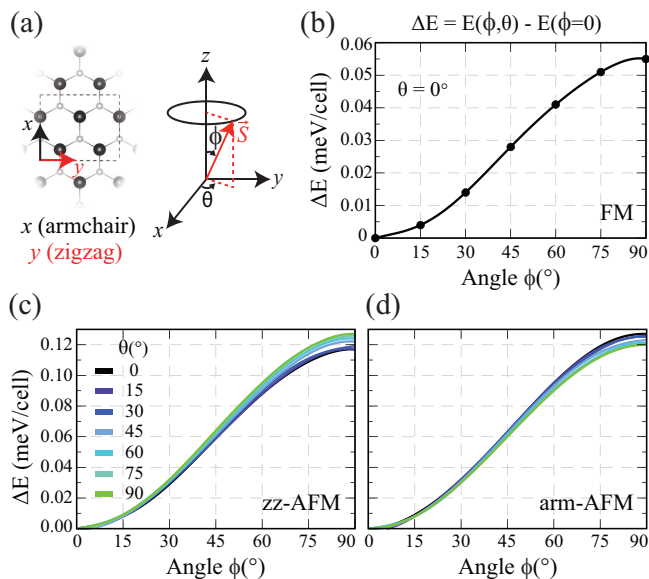 (a)
z
S
ϕ
y
θ
x
x
y
x (armchair)
y (zigzag)
(b)
ΔE = E(ϕ,θ) - E(ϕ=0)
0.06
0.05
0.04
0.03
0.02
0.01
0
ΔE (meV/cell)
θ = 0°
FM
0 15 30 45 60 75 90
Angle ϕ(°)
(c)
0.12
0.10
0.08
0.06
0.04
0.02
0.00
ΔE (meV/cell)
θ(°)
0
15
30
45
60
75
90
zz-AFM
0 15 30 45 60 75 90
Angle ϕ(°)
(d)
arm-AFM
0 15 30 45 60 75 90
Angle ϕ(°)